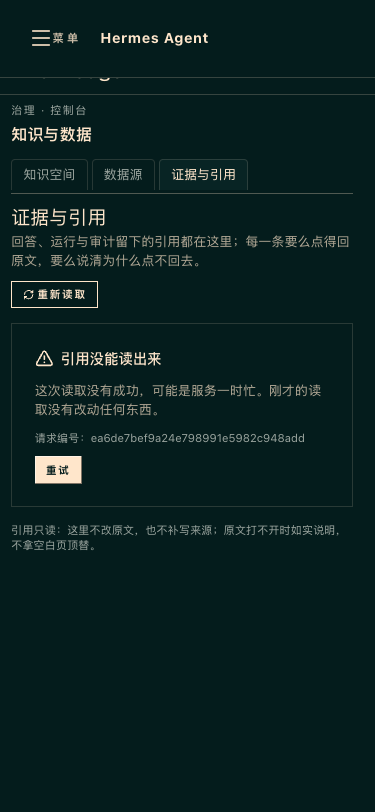 菜单
Hermes Agent
治理 · 控制台
知识与数据
知识空间
数据源
证据与引用
证据与引用
回答、运行与审计留下的引用都在这里；每一条要么点得回
原文，要么说清为什么点不回去。
重新读取
引用没能读出来
这次读取没有成功，可能是服务一时忙。刚才的读
取没有改动任何东西。
请求编号：ea6de7bef9a24e798991e5982c948add
重试
引用只读：这里不改原文，也不补写来源；原文打不开时如实说明，
不拿空白页顶替。